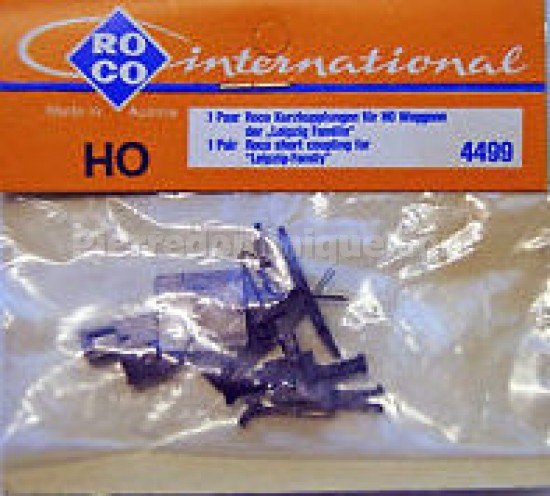 ROCO international
Made in Austria
HO
1 Paar Roco Kurzkupplungen für HO Waggons
der „Leipzig Familie"
1 Pair Roco short coupling for
"Leipzig-Family"
4499